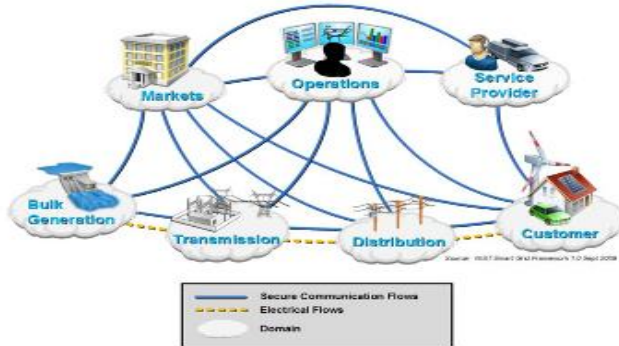 Markets
Operations
Service
Provider
Bulk
Generation
Transmission
Distribution
Customer
Source: NIST Smart Grid Framework 1.0 Sept 2009
Secure Communication Flows
Electrical Flows
Domain